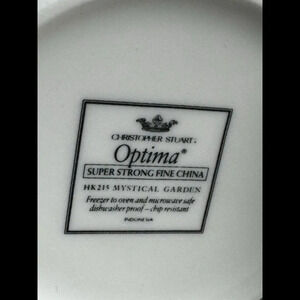 CHRISTOPHER STUART®
Optima®
SUPER STRONG FINE CHINA
HK215 MYSTICAL GARDEN
Freezer to oven and microwave safe
dishwasher proof – chip resistant
INDONESIA